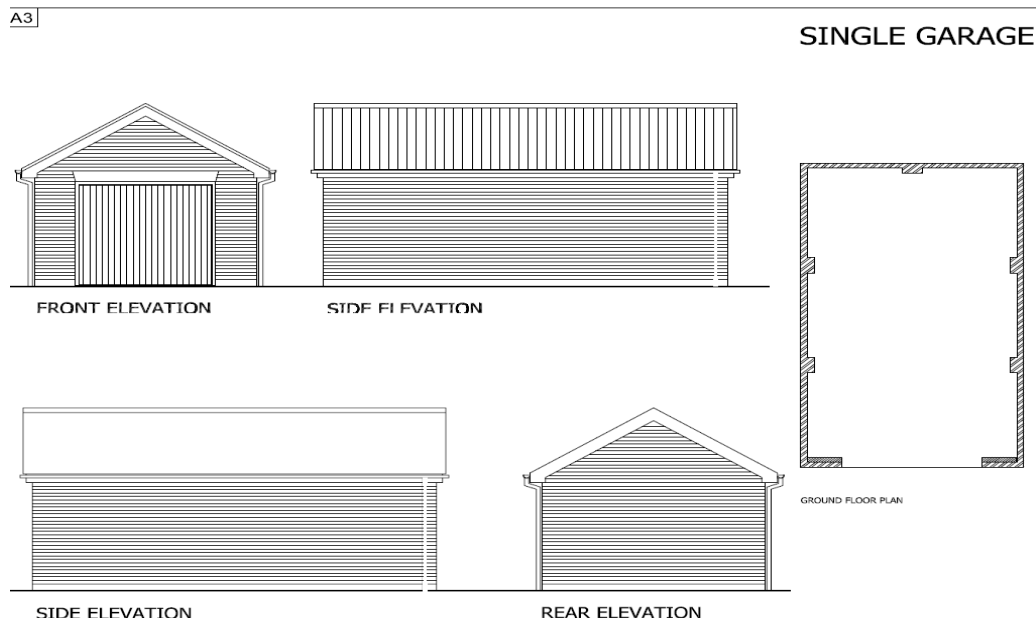 A3
SINGLE GARAGE
FRONT ELEVATION
SIDE ELEVATION
GROUND FLOOR PLAN
SIDE ELEVATION
REAR ELEVATION